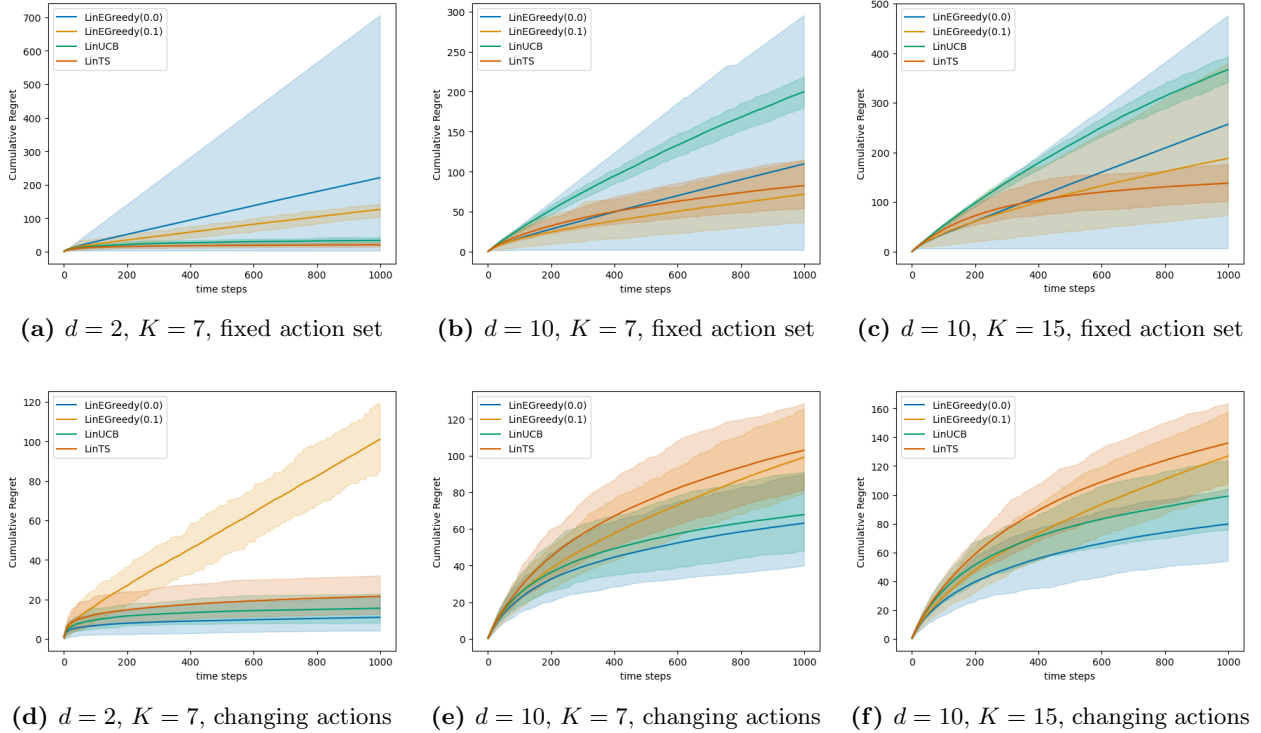 700
600
500
400
300
200
100
0
Cumulative Regret
LinEGreedy(0.0)
LinEGreedy(0.1)
LinUCB
LinTS
0 200 400 600 800 1000
time steps
(a) d = 2, K = 7, fixed action set
300
250
200
150
100
50
0
Cumulative Regret
LinEGreedy(0.0)
LinEGreedy(0.1)
LinUCB
LinTS
0 200 400 600 800 1000
time steps
(b) d = 10, K = 7, fixed action set
500
400
300
200
100
0
Cumulative Regret
LinEGreedy(0.0)
LinEGreedy(0.1)
LinUCB
LinTS
0 200 400 600 800 1000
time steps
(c) d = 10, K = 15, fixed action set
120
100
80
60
40
20
0
Cumulative Regret
LinEGreedy(0.0)
LinEGreedy(0.1)
LinUCB
LinTS
0 200 400 600 800 1000
time steps
(d) d = 2, K = 7, changing actions
120
100
80
60
40
20
0
Cumulative Regret
LinEGreedy(0.0)
LinEGreedy(0.1)
LinUCB
LinTS
0 200 400 600 800 1000
time steps
(e) d = 10, K = 7, changing actions
160
140
120
100
80
60
40
20
0
Cumulative Regret
LinEGreedy(0.0)
LinEGreedy(0.1)
LinUCB
LinTS
0 200 400 600 800 1000
time steps
(f) d = 10, K = 15, changing actions